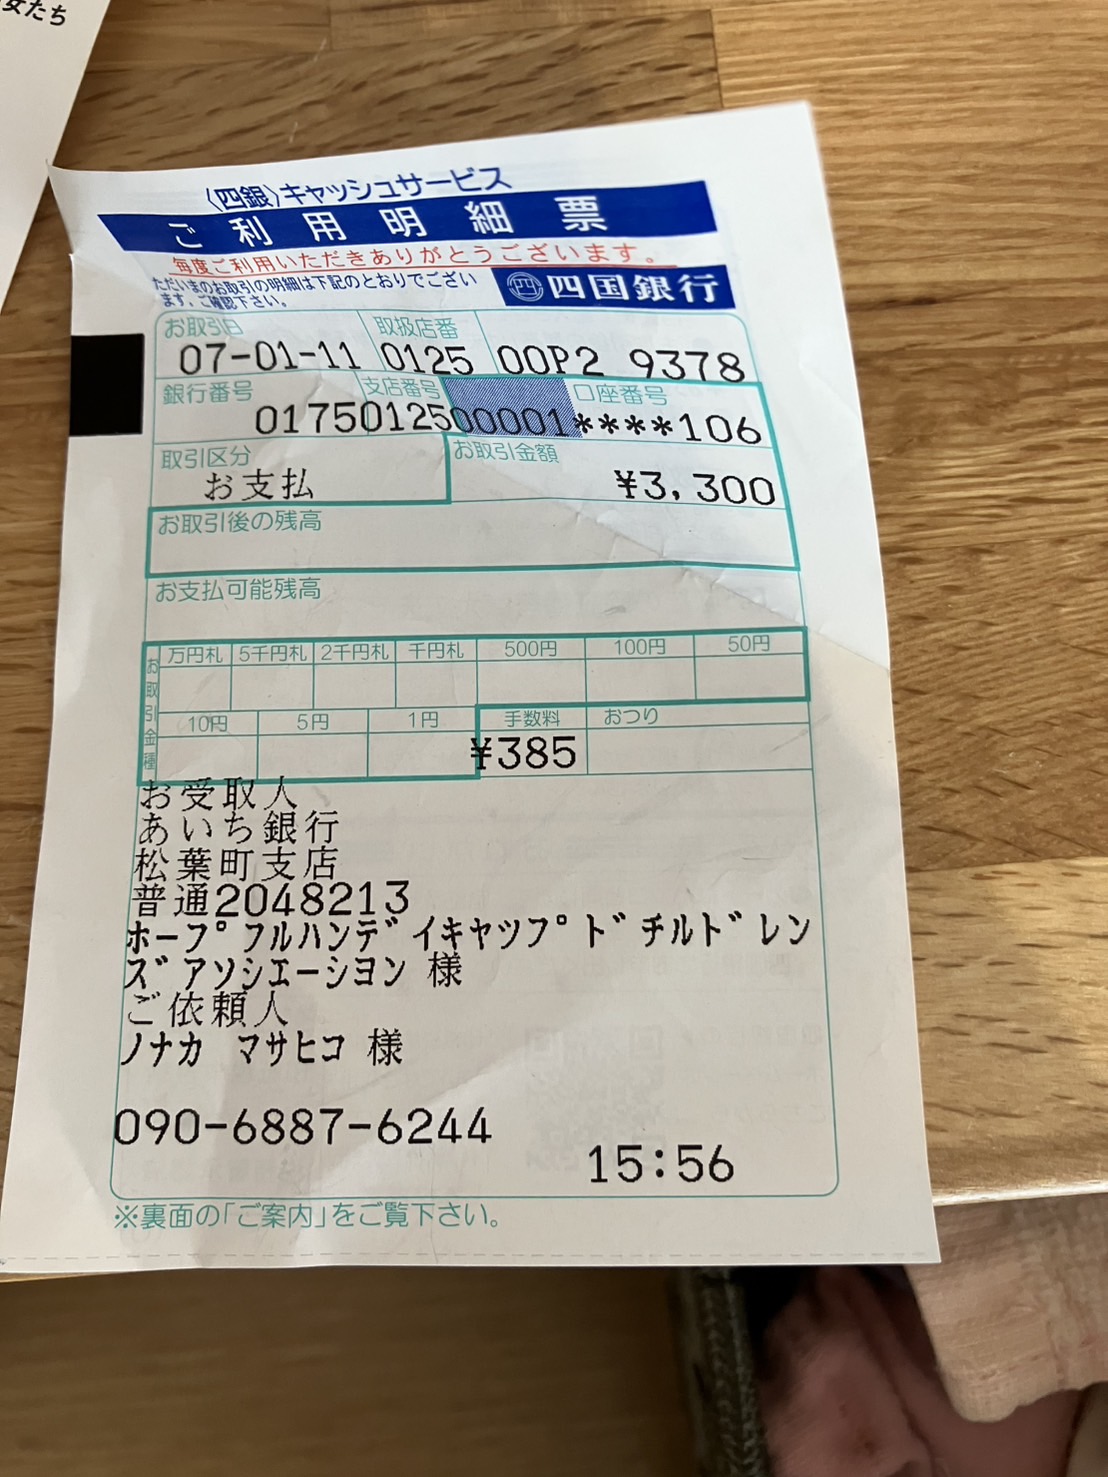 女たち
〈四銀〉キャッシュサービス
ご利用明細票
毎度ご利用いただきありがとうございます。
ただいまのお取引の明細は下記のとおりでござい
ます。ご確認下さい。
四国銀行
お取引日 取扱店番
07-01-11 0125 00P2 9378
銀行番号 支店番号 口座番号
0175012500001****106
取引区分 お取引金額
お支払 ¥3,300
お取引後の残高
お支払可能残高
お取引金種
万円札 5千円札 2千円札 千円札 500円 100円 50円
10円 5円 1円 手数料 おつり
¥385
お受取人
あいち銀行
松葉町支店
普通2048213
ホープフルハンデイキヤツプドチルドレン
ズアソシエーシヨン 様
ご依頼人
ノナカ マサヒコ 様
090-6887-6244
15:56
※裏面の「ご案内」をご覧下さい。